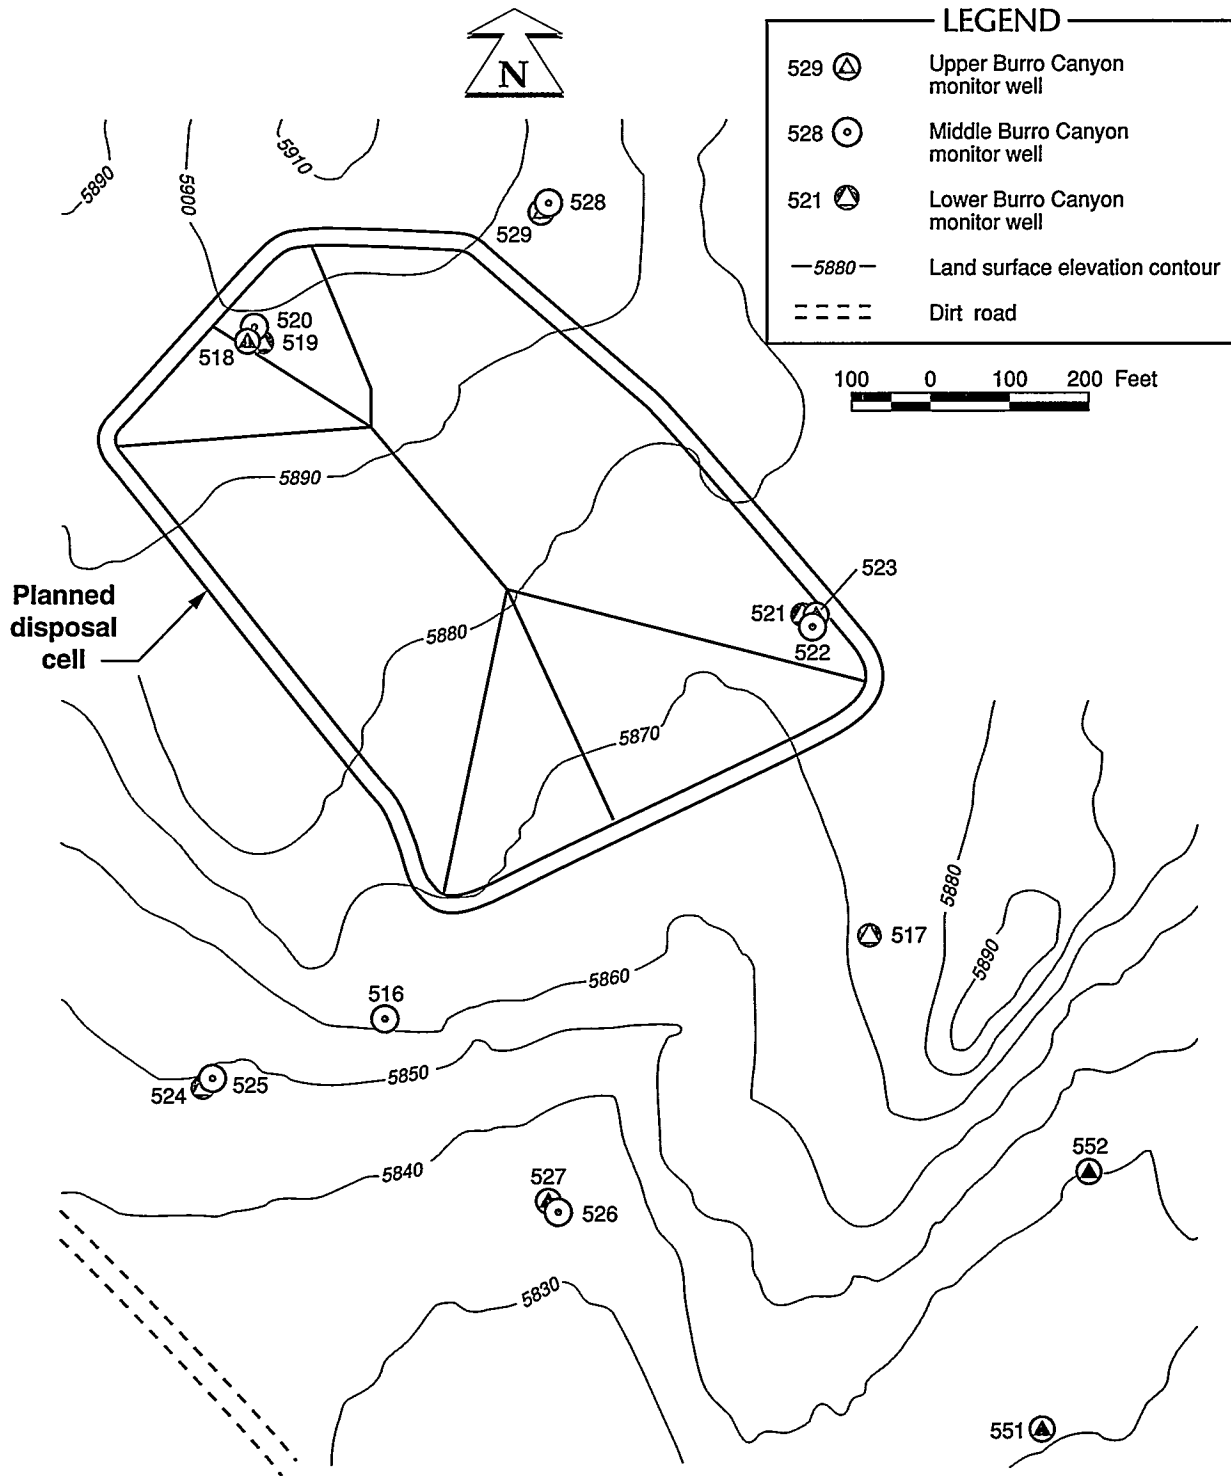 N
LEGEND
529 Upper Burro Canyon
monitor well
528 Middle Burro Canyon
monitor well
521 Lower Burro Canyon
monitor well
5880 Land surface elevation contour
Dirt road
100 0 100 200 Feet
5890
5900
5910
528
529
520
518
519
5890
Planned
disposal
cell
523
521
522
5880
5870
5880
5890
517
5860
516
5850
524
525
5840
552
527
526
5830
551